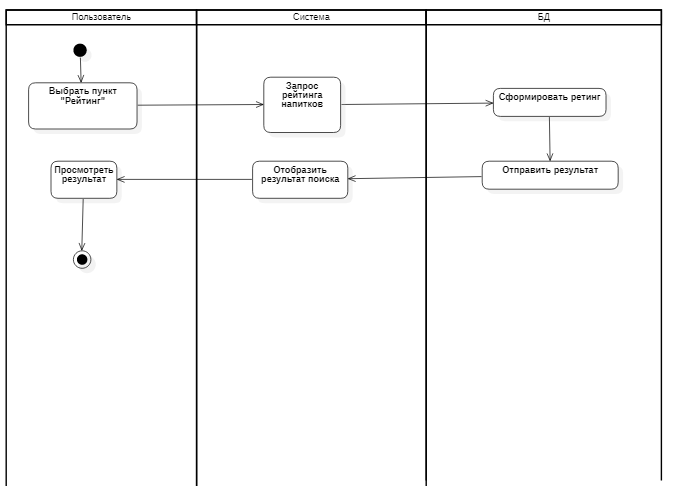 Пользователь
Система
БД
Выбрать пункт
"Рейтинг"
Запрос
рейтинга
напитков
Сформировать ретинг
Просмотреть
результат
Отобразить
результат поиска
Отправить результат